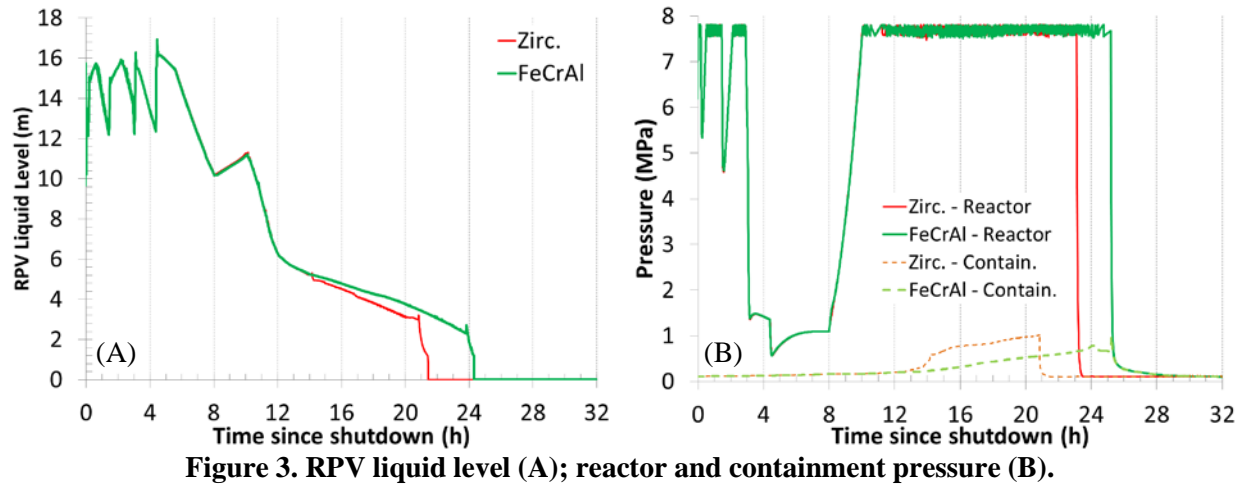 18
16
14
12
10
8
6
4
2
0
RPV Liquid Level (m)
Zirc.
FeCrAl
(A)
0 4 8 12 16 20 24 28 32
Time since shutdown (h)
8
7
6
5
4
3
2
1
0
Pressure (MPa)
Zirc. - Reactor
FeCrAl - Reactor
Zirc. - Contain.
FeCrAl - Contain.
(B)
0 4 8 12 16 20 24 28 32
Time since shutdown (h)
Figure 3. RPV liquid level (A); reactor and containment pressure (B).